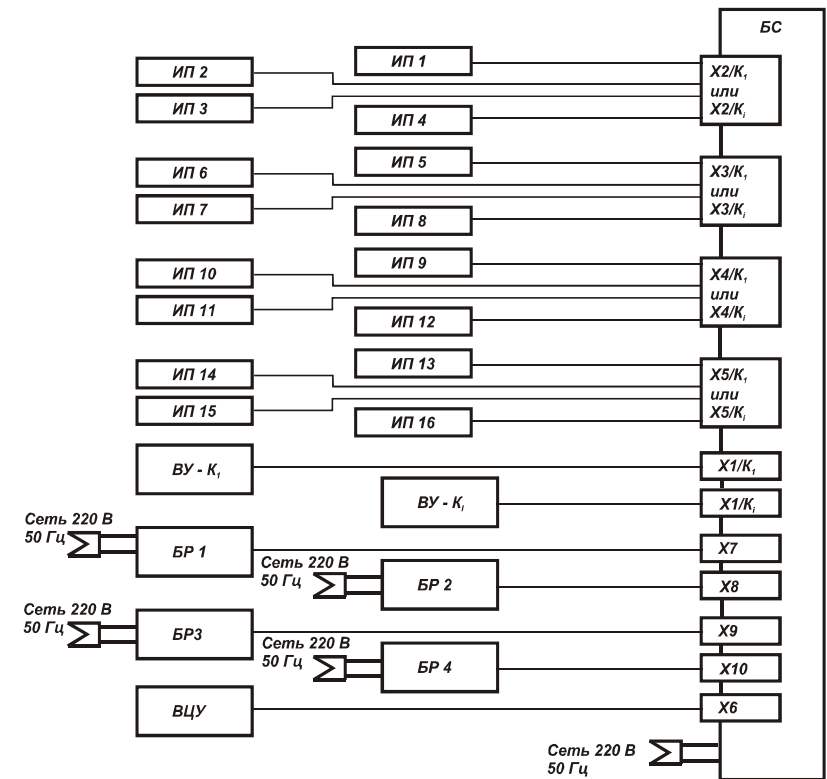 БС
ИП 1
ИП 2
ИП 3
ИП 4
X2/K₁
или
X2/Kᵢ
ИП 5
ИП 6
ИП 7
ИП 8
X3/K₁
или
X3/Kᵢ
ИП 9
ИП 10
ИП 11
ИП 12
X4/K₁
или
X4/Kᵢ
ИП 13
ИП 14
ИП 15
ИП 16
X5/K₁
или
X5/Kᵢ
ВУ - К₁
X1/K₁
ВУ - Кᵢ
X1/Kᵢ
Сеть 220 В
50 Гц
БР 1
X7
Сеть 220 В
50 Гц
БР 2
X8
Сеть 220 В
50 Гц
БР3
X9
Сеть 220 В
50 Гц
БР 4
X10
ВЦУ
X6
Сеть 220 В
50 Гц